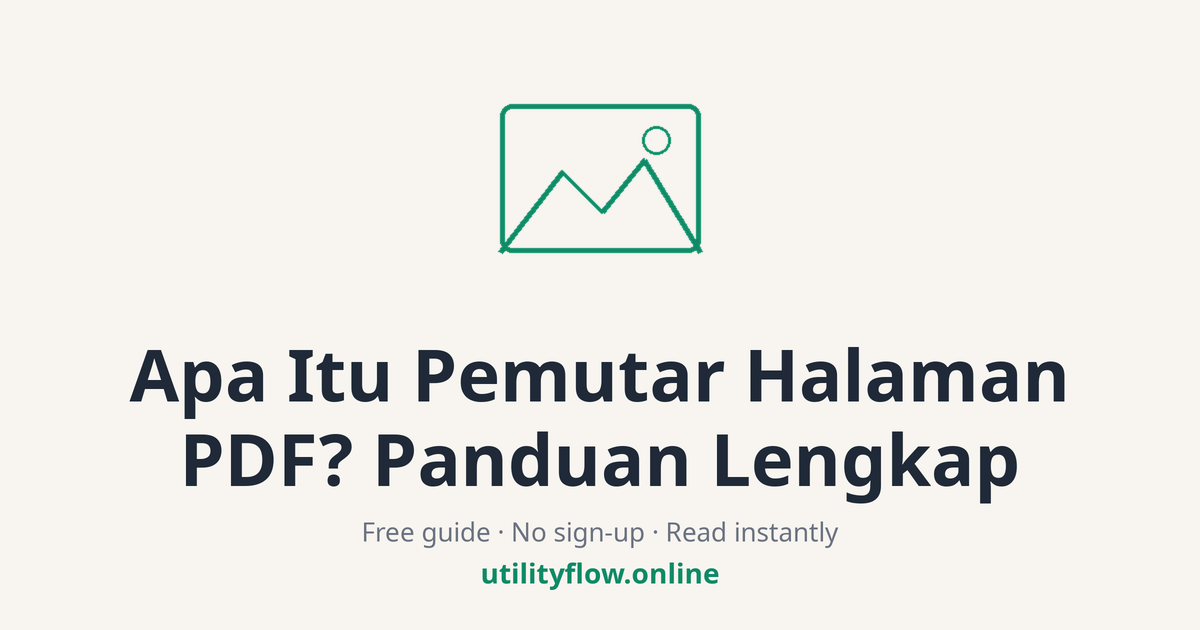 Apa Itu Pemutar Halaman
PDF? Panduan Lengkap
Free guide · No sign-up · Read instantly
utilityflow.online